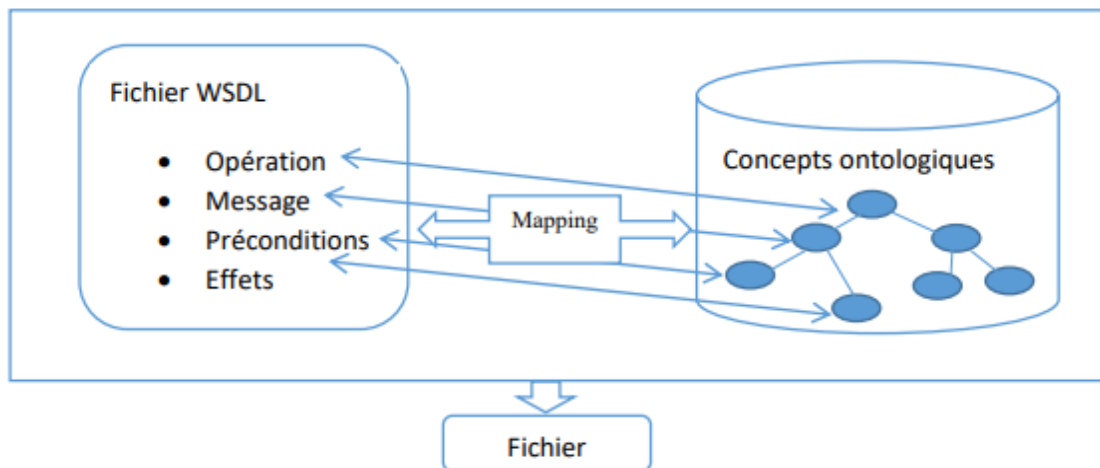 Fichier WSDL
• Opération
• Message
• Préconditions
• Effets
Mapping
Concepts ontologiques
Fichier